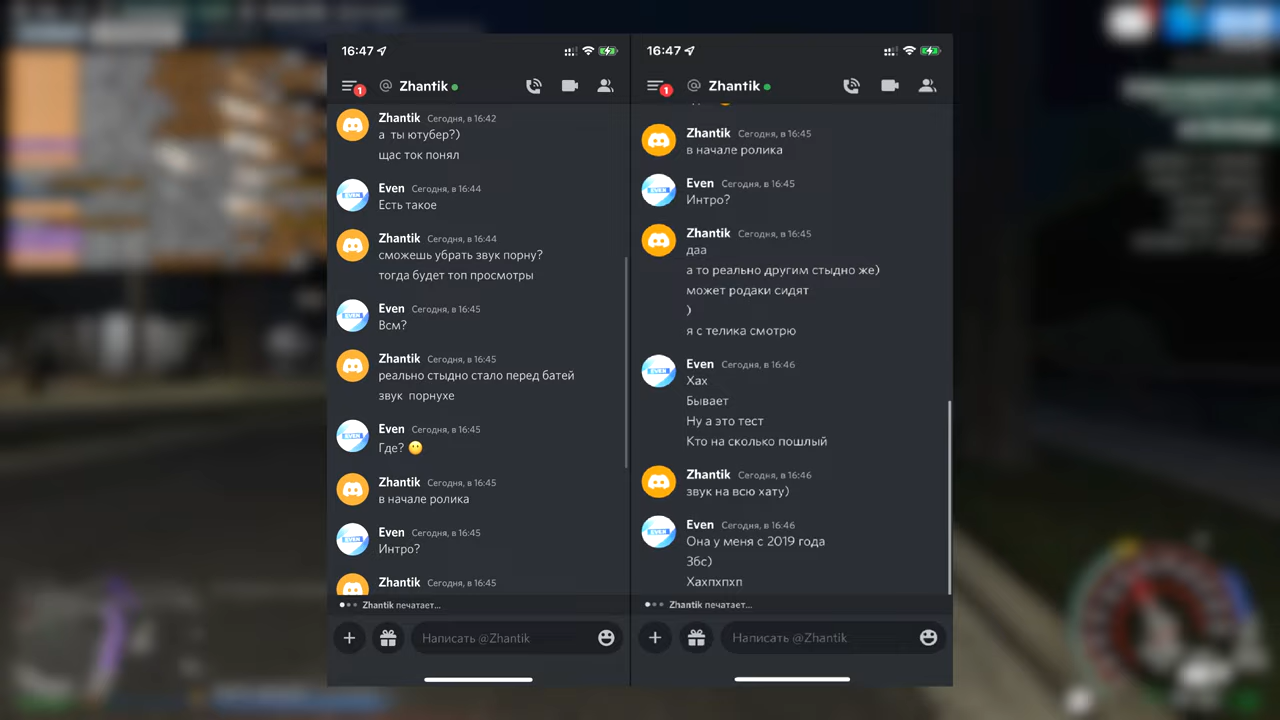 16:47
1
@ Zhantik
Zhantik Сегодня, в 16:42
а ты ютубер?)
щас ток понял
Even Сегодня, в 16:44
Есть такое
Zhantik Сегодня, в 16:44
сможешь убрать звук порну?
тогда будет топ просмотры
Even Сегодня, в 16:45
Всм?
Zhantik Сегодня, в 16:45
реально стыдно стало перед батей
звук порнухе
Even Сегодня, в 16:45
Где? 😶
Zhantik Сегодня, в 16:45
в начале ролика
Even Сегодня, в 16:45
Интро?
Zhantik Сегодня, в 16:45
Zhantik печатает...
Написать @Zhantik
16:47
1
@ Zhantik
Zhantik Сегодня, в 16:45
в начале ролика
Even Сегодня, в 16:45
Интро?
Zhantik Сегодня, в 16:45
даа
а то реально другим стыдно же)
может родаки сидят
)
я с телика смотрю
Even Сегодня, в 16:46
Хах
Бывает
Ну а это тест
Кто на сколько пошлый
Zhantik Сегодня, в 16:46
звук на всю хату)
Even Сегодня, в 16:46
Она у меня с 2019 года
Збс)
Хахпхпхп
Zhantik печатает...
Написать @Zhantik